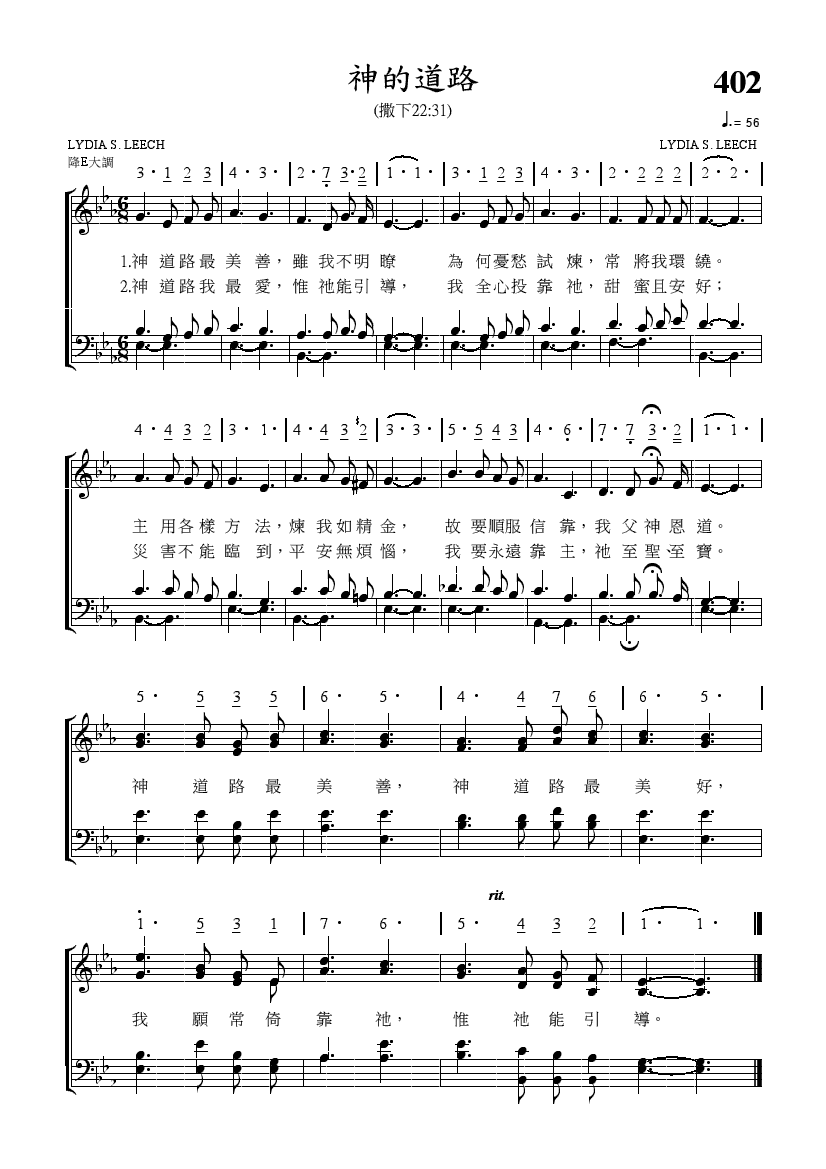 神的道路
402
(撒下22:31)
♩. = 56
LYDIA S. LEECH
LYDIA S. LEECH
降E大調
3· 1 2 3 | 4· 3· | 2· 7 3· 2 | 1· 1· | 3· 1 2 3 | 4· 3· | 2· 2 2 2 | 2· 2· |
1.神 道路最 美 善，雖 我不明 瞭 為 何憂愁 試 煉，常 將我環 繞。
2.神 道路我 最 愛，惟 祂能引 導， 我 全心投 靠 祂，甜 蜜且安 好；
4· 4 3 2 | 3· 1· | 4· 4 3 2 | 3· 3· | 5· 5 4 3 | 4· 6· | 7· 7 3· 2 | 1· 1· |
主 用各樣 方 法，煉 我如精 金， 故 要順服 信 靠，我 父神恩 道。
災 害不能 臨 到，平 安無煩 惱， 我 要永遠 靠 主，祂 至聖、至 寶。
5· 5 3 5 | 6· 5· | 4· 4 7 6 | 6· 5· |
神 道 路 最 美 善， 神 道 路 最 美 好，
rit.
1· 5 3 1 | 7· 6· | 5· 4 3 2 | 1· 1·
我 願 常 倚 靠 祂， 惟 祂 能 引 導。